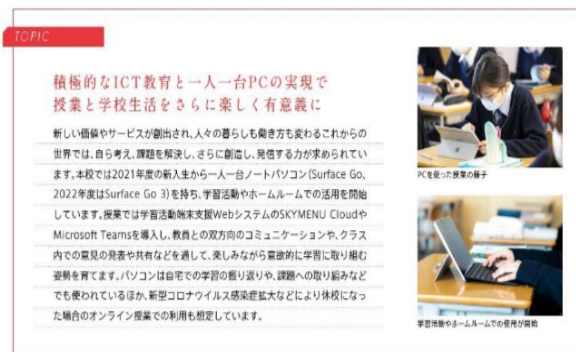 TOPIC
積極的なICT教育と一人一台PCの実現で
授業と学校生活をさらに楽しく有意義に
新しい価値やサービスが創出され、人々の暮らしも働き方も変わるこれからの
世界では、自ら考え、課題を解決し、さらに創造し、発信する力が求められてい
ます。本校では2021年度の新入生から一人一台ノートパソコン(Surface Go、
2022年度はSurface Go 3)を持ち、学習活動やホームルームでの活用を開始
しています。授業では学習活動端末支援WebシステムのSKYMENU Cloudや
Microsoft Teamsを導入し、教員との双方向のコミュニケーションや、クラス
内での意見の発表や共有などを通して、楽しみながら意欲的に学習に取り組む
姿勢を育てます。パソコンは自宅での学習の振り返りや、課題への取り組みなど
でも使われているほか、新型コロナウイルス感染症拡大などにより休校になっ
た場合のオンライン授業での利用も想定しています。
PCを使った授業の様子
学習活動やホームルームでの使用が開始